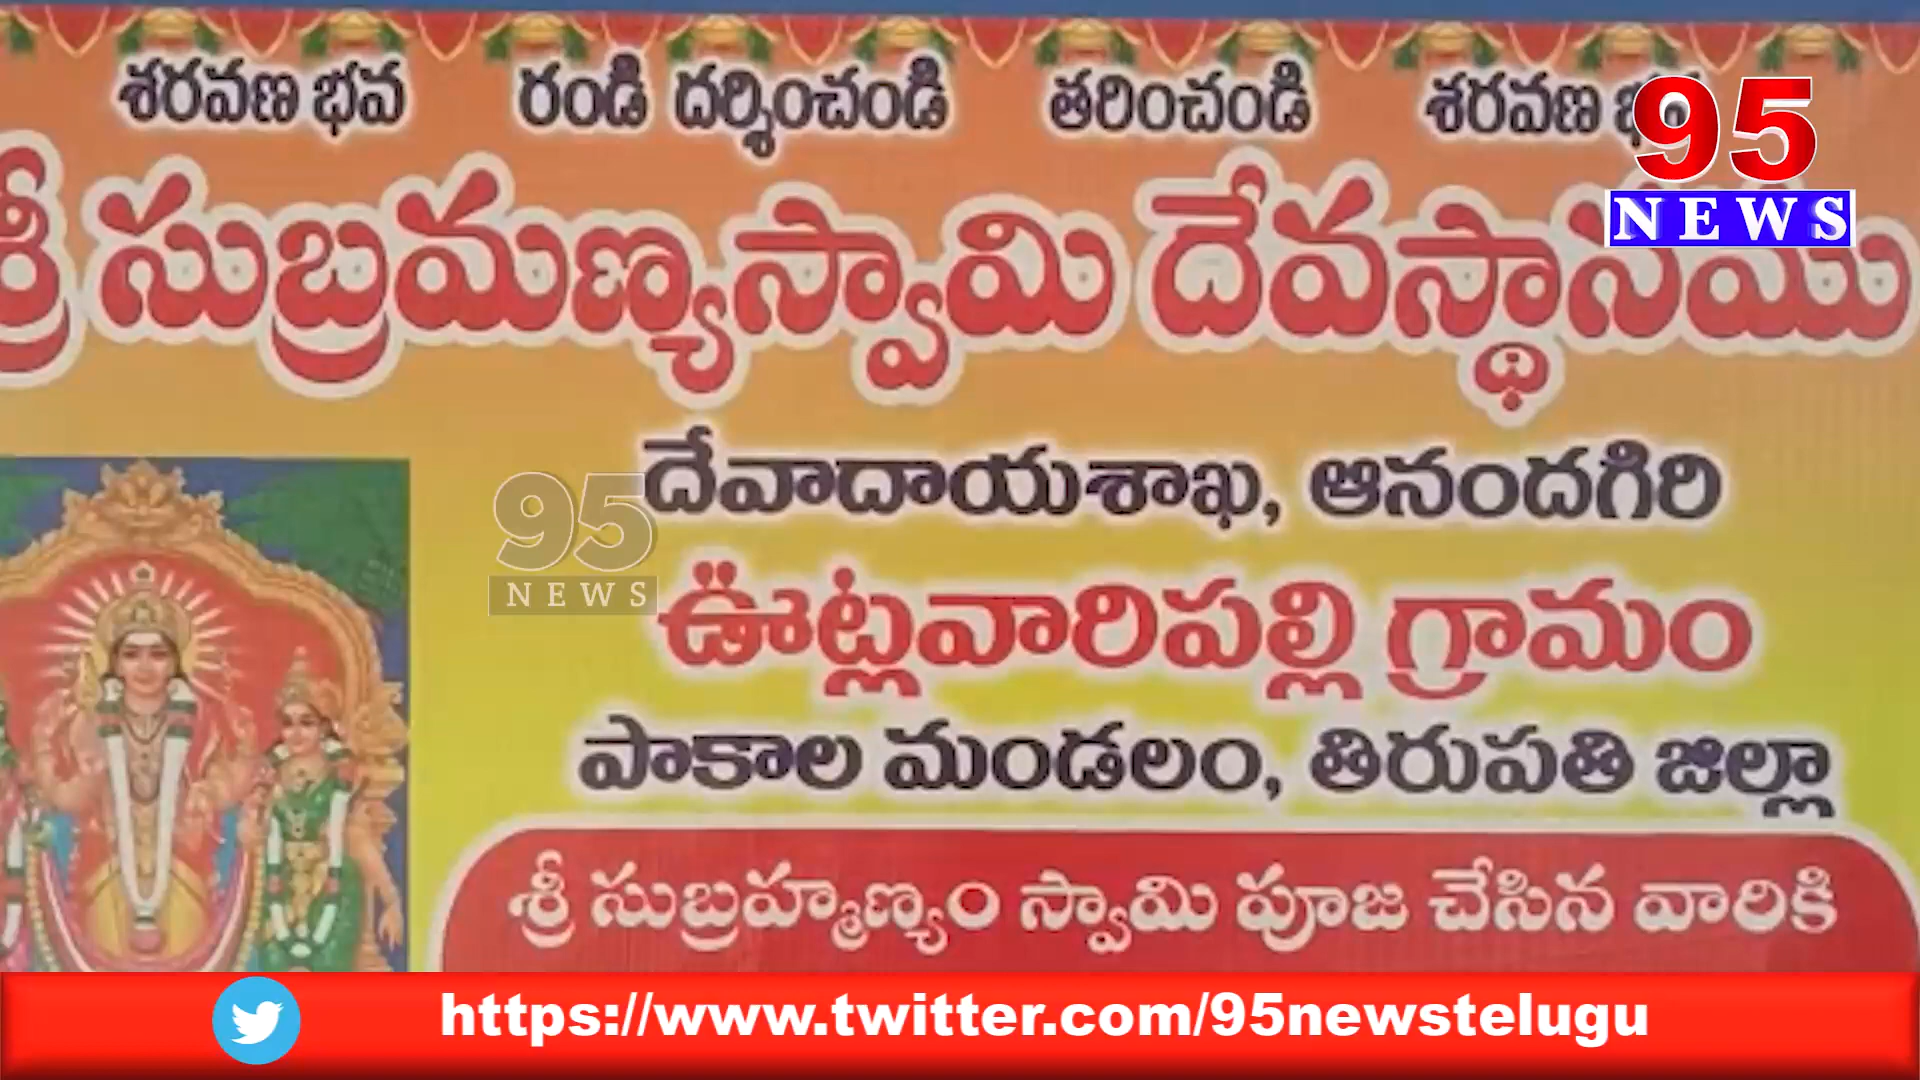 శరవణ భవ రండి దర్శించండి తరించండి శరవణ
95
NEWS
శ్రీ సుబ్రమణ్యస్వామి దేవస్థానము
దేవాదాయశాఖ, ఆనందగిరి
95
NEWS
ఊట్లవారిపల్లి గ్రామం
పాకాల మండలం, తిరుపతి జిల్లా
శ్రీ సుబ్రహ్మణ్యం స్వామి పూజ చేసిన వారికి
https://www.twitter.com/95newstelugu